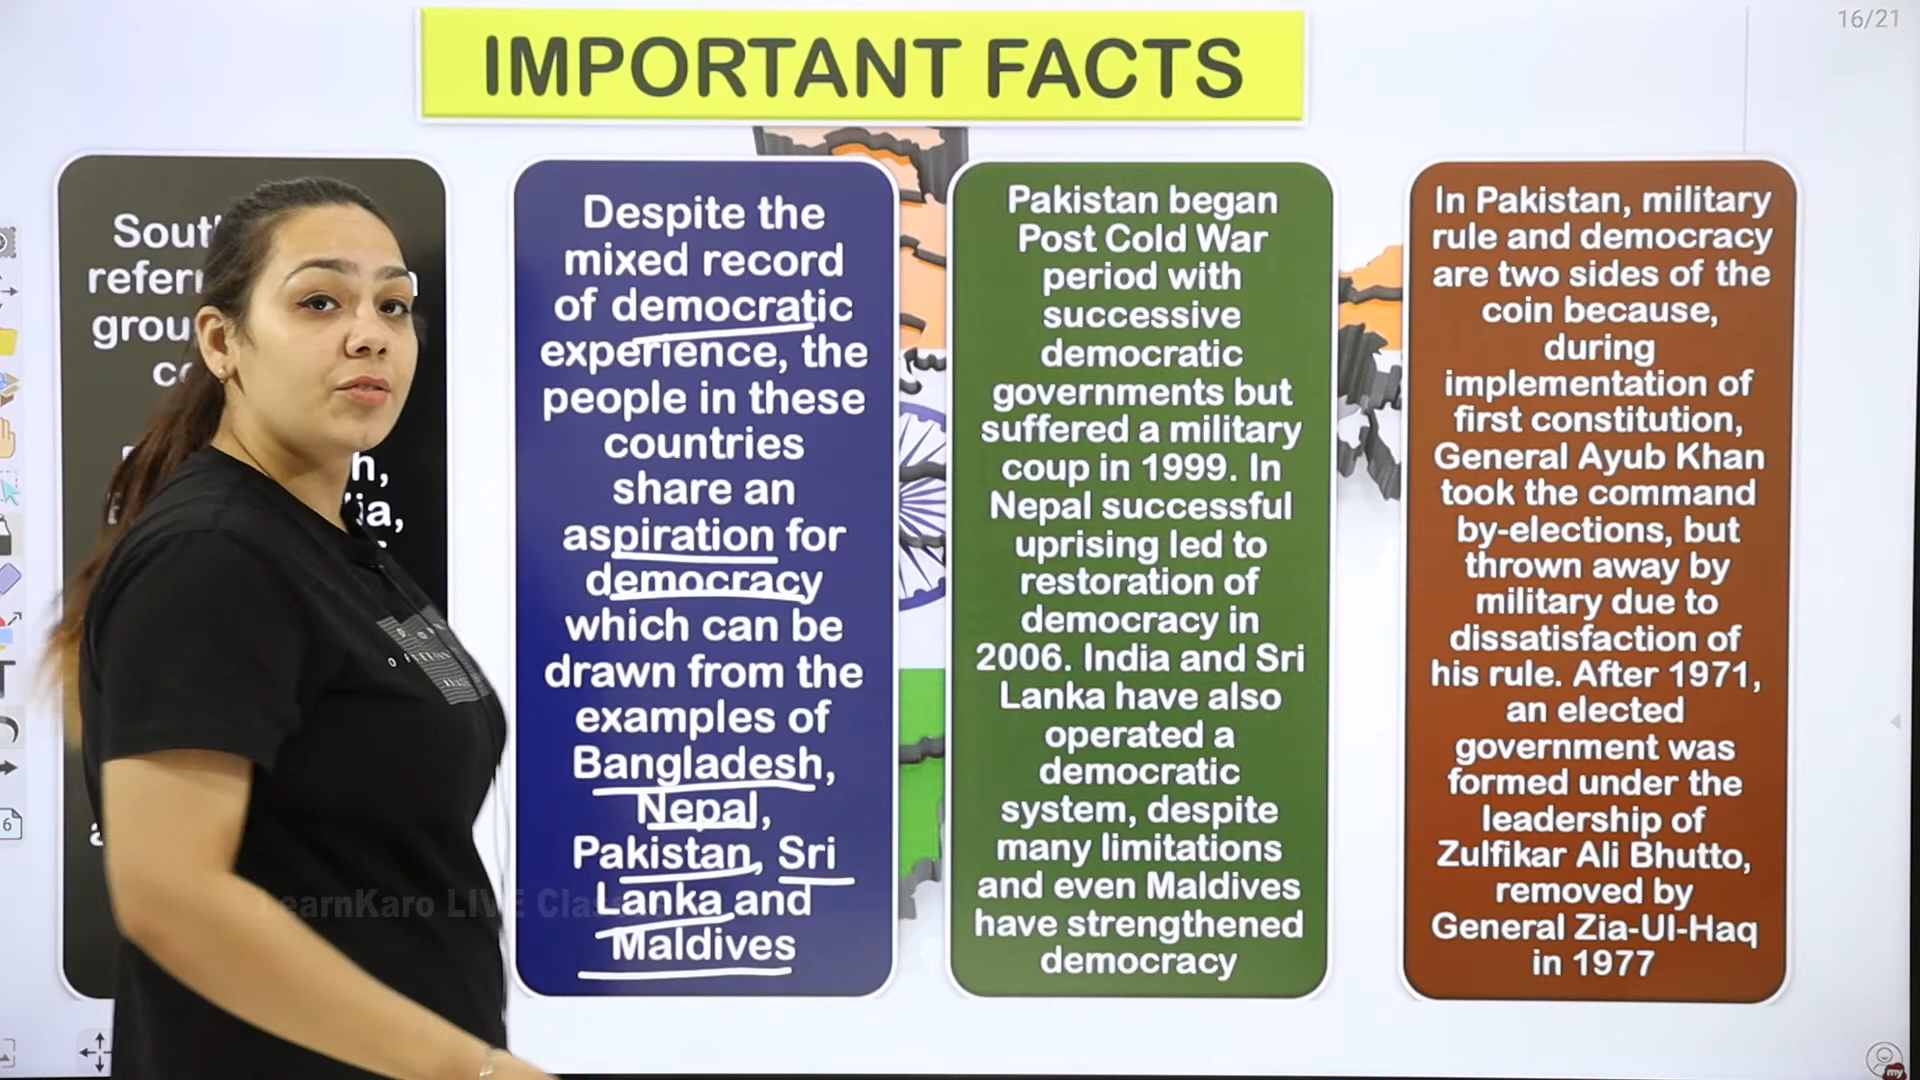 16/21
IMPORTANT FACTS
Despite the
mixed record
of democratic
experience, the
people in these
countries
share an
aspiration for
democracy
which can be
drawn from the
examples of
Bangladesh,
Nepal,
Pakistan, Sri
Lanka and
Maldives
Pakistan began
Post Cold War
period with
successive
democratic
governments but
suffered a military
coup in 1999. In
Nepal successful
uprising led to
restoration of
democracy in
2006. India and Sri
Lanka have also
operated a
democratic
system, despite
many limitations
and even Maldives
have strengthened
democracy
In Pakistan, military
rule and democracy
are two sides of the
coin because,
during
implementation of
first constitution,
General Ayub Khan
took the command
by-elections, but
thrown away by
military due to
dissatisfaction of
his rule. After 1971,
an elected
government was
formed under the
leadership of
Zulfikar Ali Bhutto,
removed by
General Zia-Ul-Haq
in 1977
LIVE
my